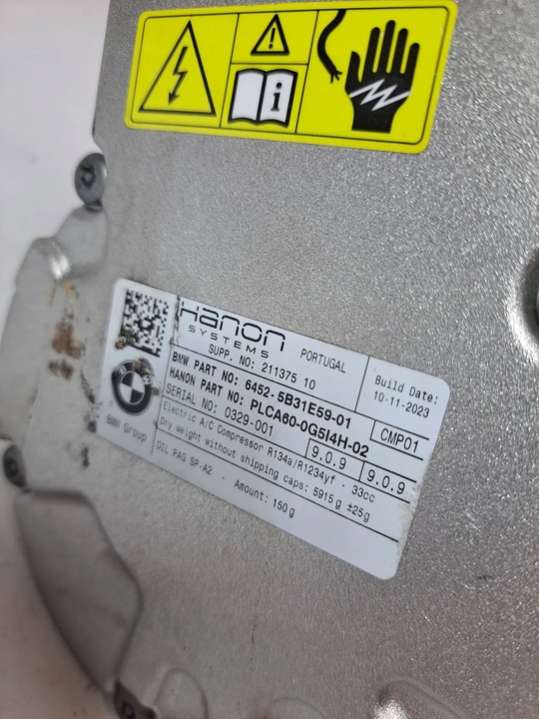 i
Hanon
SYSTEMS
PORTUGAL
SUPP. NO: 211375 10
Build Date:
10-11-2023
BMW PART NO: 6452-5B31E59-01
HANON PART NO: PLCA60-0G5I4H-02
CMP01
SERIAL NO: 0329-001
9.0.9
9.0.9
Electric A/C Compressor R134a/R1234yf - 33cc
Dry weight without shipping caps: 5915g ±25g
OIL PAG SP-A2 - Amount: 150g
BMW Group